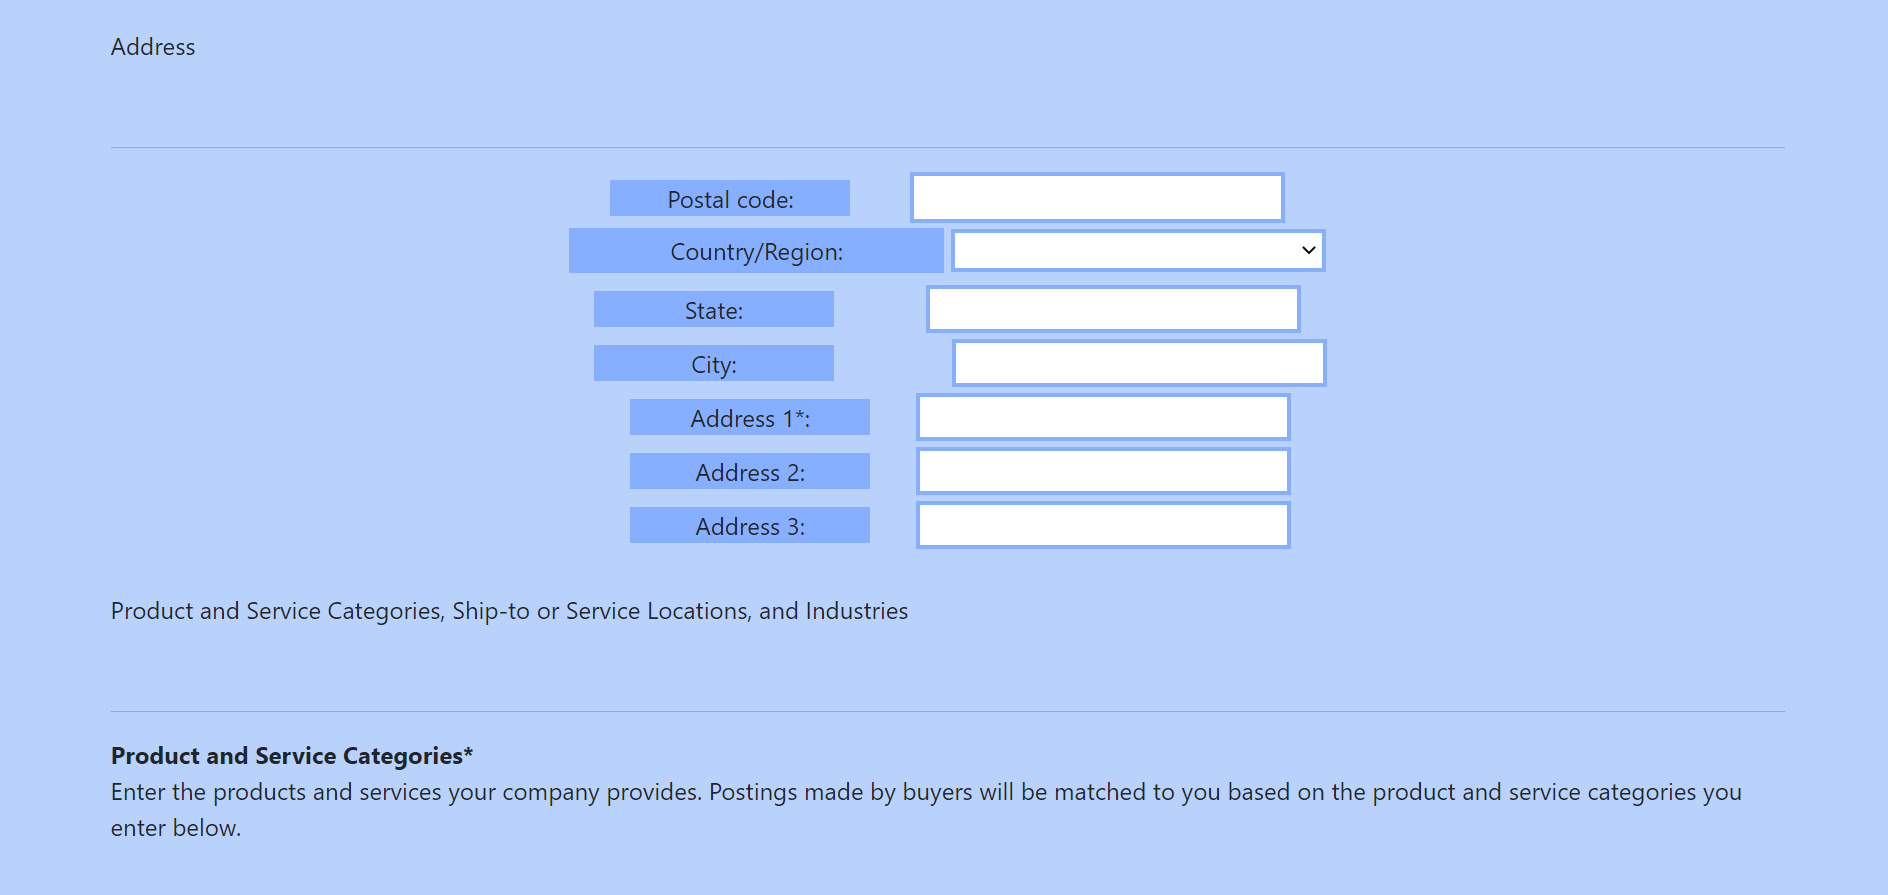 Address
Postal code:
Country/Region:
State:
City:
Address 1*:
Address 2:
Address 3:
Product and Service Categories, Ship-to or Service Locations, and Industries
Product and Service Categories*
Enter the products and services your company provides. Postings made by buyers will be matched to you based on the product and service categories you
enter below.